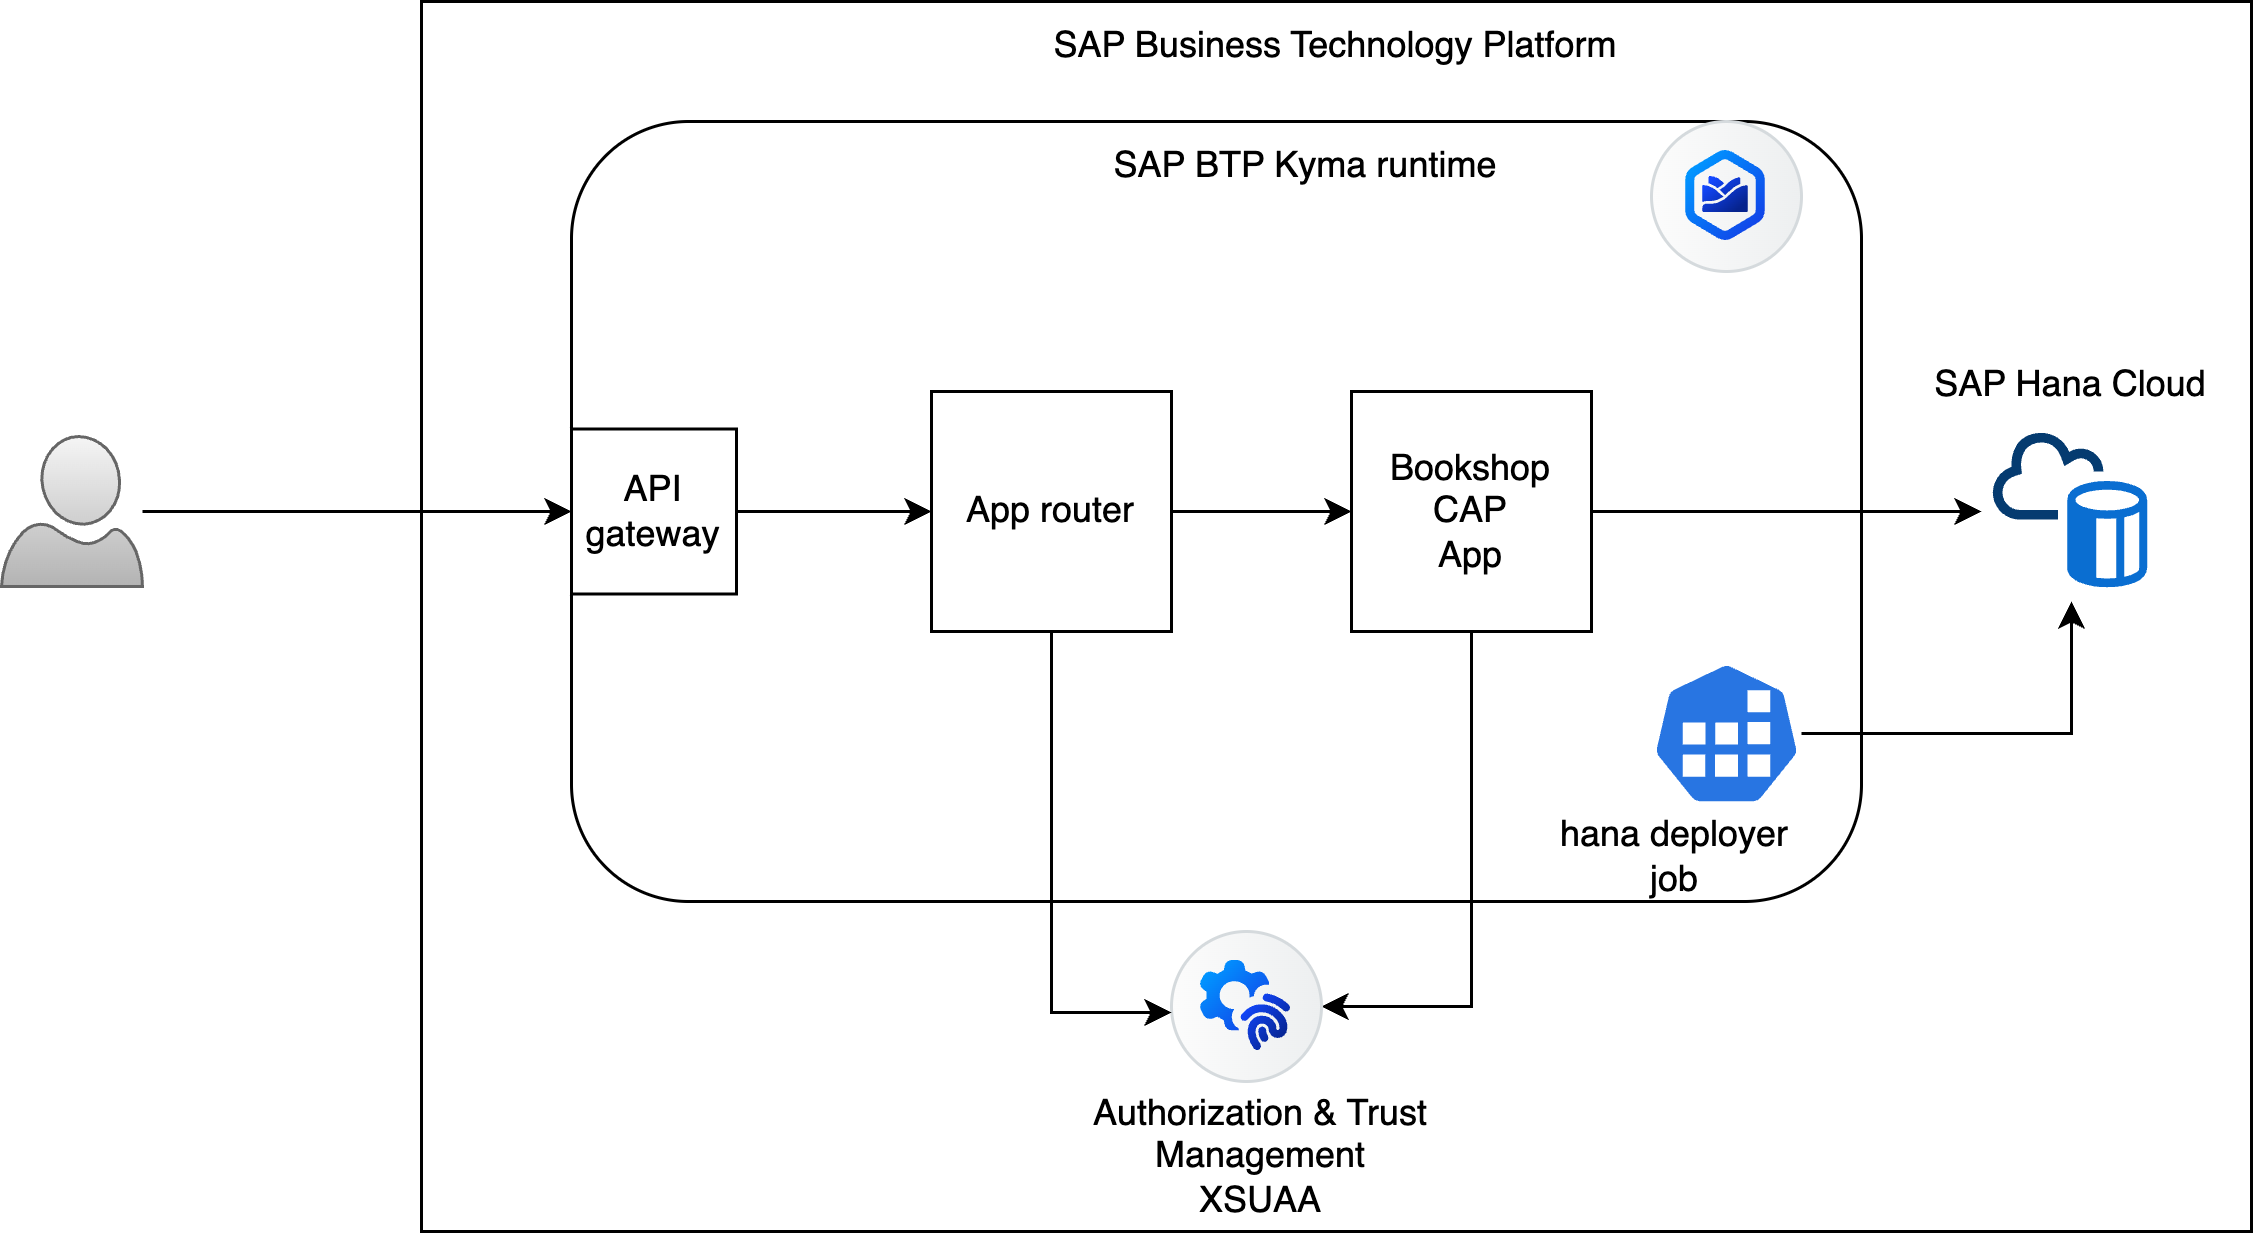 SAP Business Technology Platform
SAP BTP Kyma runtime
SAP Hana Cloud
API
gateway
App router
Bookshop
CAP
App
hana deployer
job
Authorization & Trust
Management
XSUAA